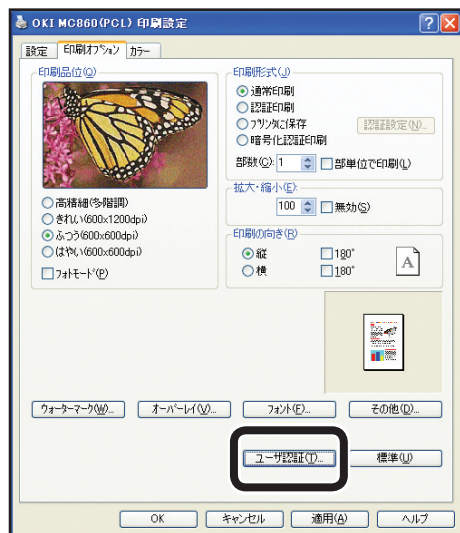 OKI MC860(PCL) 印刷設定
設定 印刷オプション カラー
印刷品位(Q)
高精細(多階調)
きれい(600x1200dpi)
ふつう(600x600dpi)
はやい(600x600dpi)
フォトモード(P)
印刷形式(J)
通常印刷
認証印刷
プリンタに保存
認証設定(N)...
暗号化認証印刷
部数(C): 1 部単位で印刷(L)
拡大・縮小(E):
100 無効(S)
印刷の向き(R)
縦 180°
横 180°
A
ウォーターマーク(W)... オーバーレイ(V)... フォント(F)... その他(D)...
ユーザ認証(T)... 標準(U)
OK キャンセル 適用(A) ヘルプ